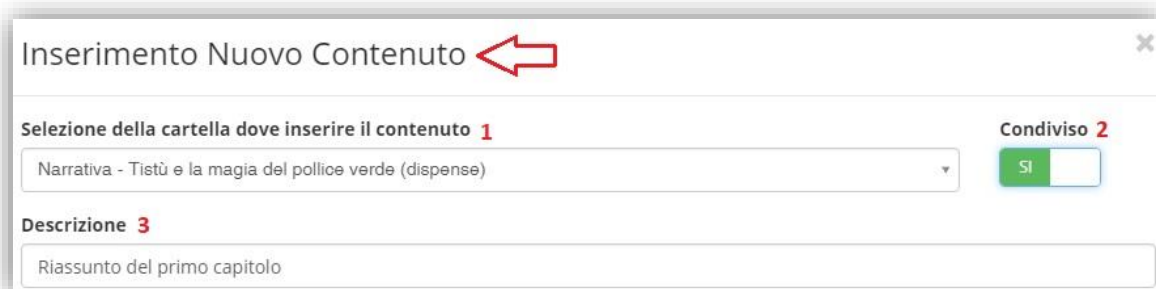 Inserimento Nuovo Contenuto
Selezione della cartella dove inserire il contenuto 1
Condiviso 2
Narrativa - Tistù e la magia del pollice verde (dispense)
SI
Descrizione 3
Riassunto del primo capitolo